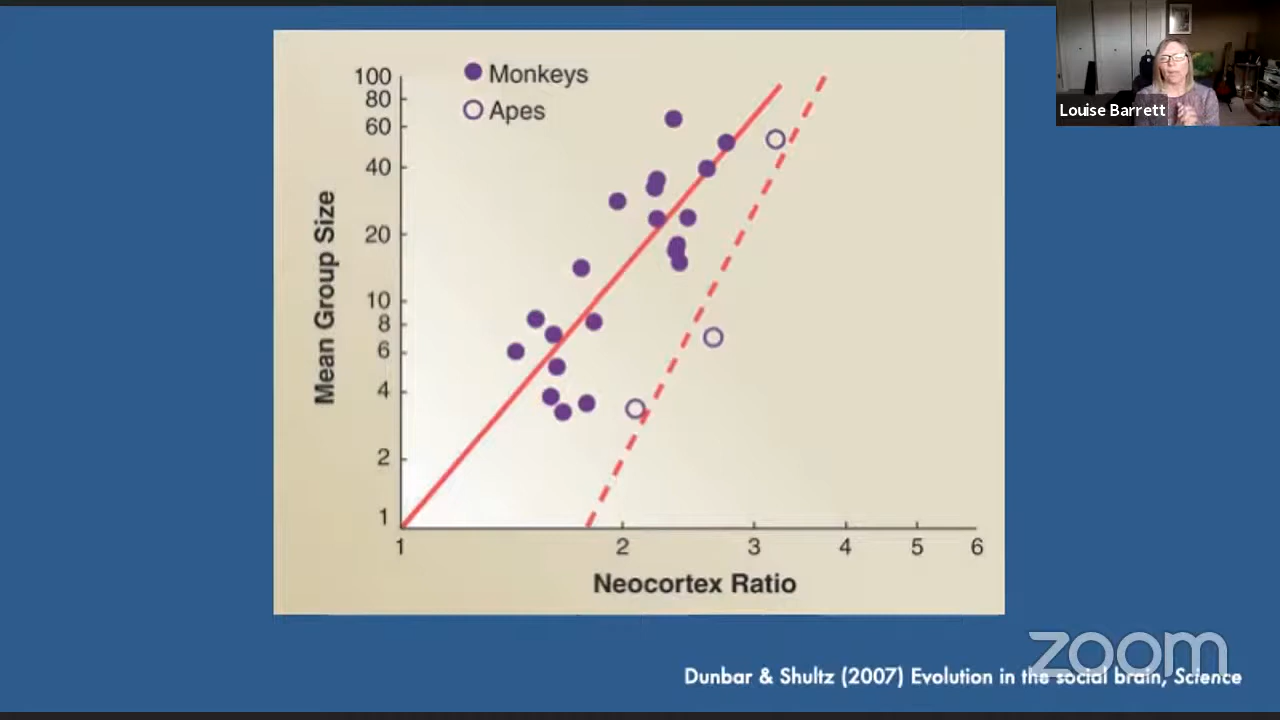 Louise Barrett
Monkeys
Apes
100
80
60
40
20
10
8
6
4
2
1
Mean Group Size
1 2 3 4 5 6
Neocortex Ratio
zoom
Dunbar & Shultz (2007) Evolution in the social brain, Science